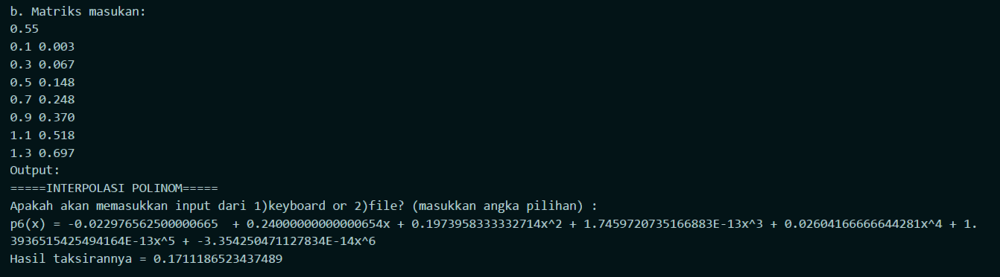 b. Matriks masukan:
0.55
0.1 0.003
0.3 0.067
0.5 0.148
0.7 0.248
0.9 0.370
1.1 0.518
1.3 0.697
Output:
=====INTERPOLASI POLINOM=====
Apakah akan memasukkan input dari 1)keyboard or 2)file? (masukkan angka pilihan) :
p6(x) = -0.022976562500000665  + 0.24000000000000654x + 0.1973958333332714x^2 + 1.7459720735166883E-13x^3 + 0.02604166666644281x^4 + 1.
3936515425494164E-13x^5 + -3.354250471127834E-14x^6
Hasil taksirannya = 0.1711186523437489